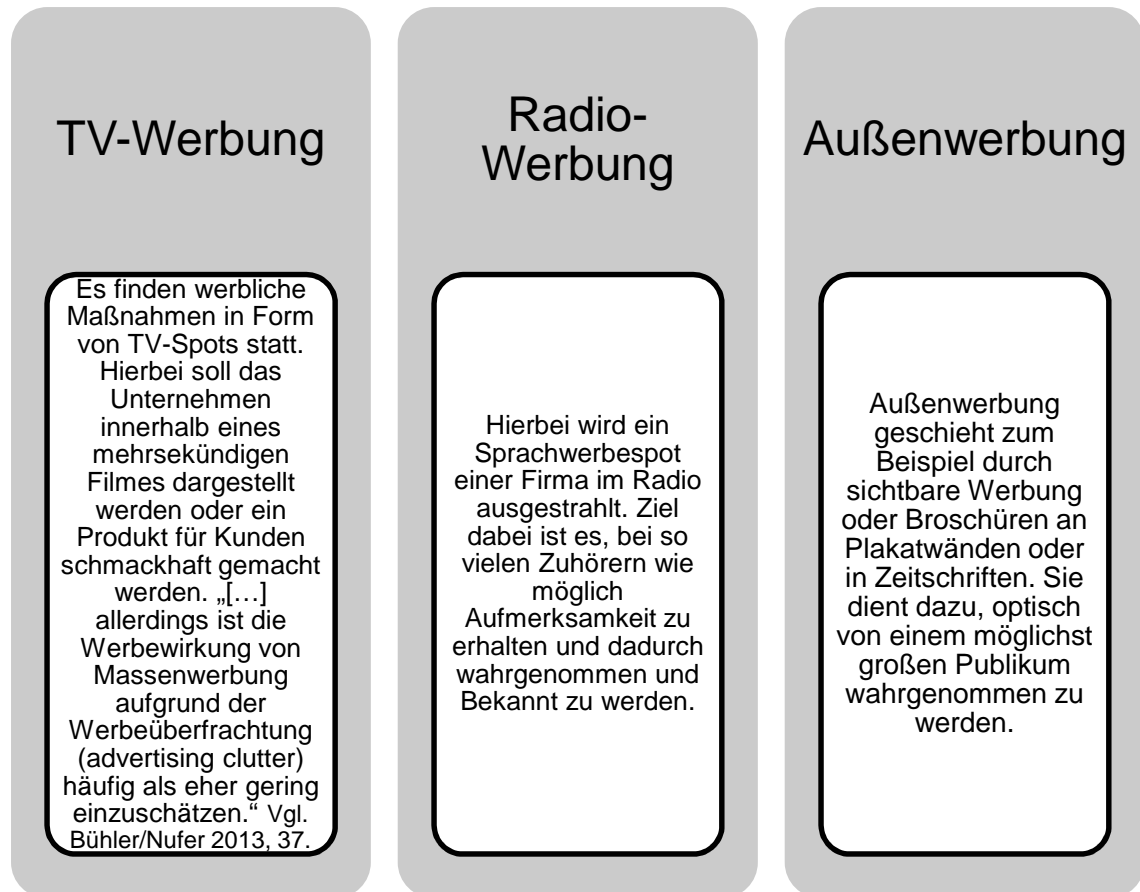 TV-Werbung
Es finden werbliche
Maßnahmen in Form
von TV-Spots statt.
Hierbei soll das
Unternehmen
innerhalb eines
mehrsekündigen
Filmes dargestellt
werden oder ein
Produkt für Kunden
schmackhaft gemacht
werden. „[…]
allerdings ist die
Werbewirkung von
Massenwerbung
aufgrund der
Werbeüberfrachtung
(advertising clutter)
häufig als eher gering
einzuschätzen.“ Vgl.
Bühler/Nufer 2013, 37.
Radio-
Werbung
Hierbei wird ein
Sprachwerbespot
einer Firma im Radio
ausgestrahlt. Ziel
dabei ist es, bei so
vielen Zuhörern wie
möglich
Aufmerksamkeit zu
erhalten und dadurch
wahrgenommen und
Bekannt zu werden.
Außenwerbung
Außenwerbung
geschieht zum
Beispiel durch
sichtbare Werbung
oder Broschüren an
Plakatwänden oder
in Zeitschriften. Sie
dient dazu, optisch
von einem möglichst
großen Publikum
wahrgenommen zu
werden.